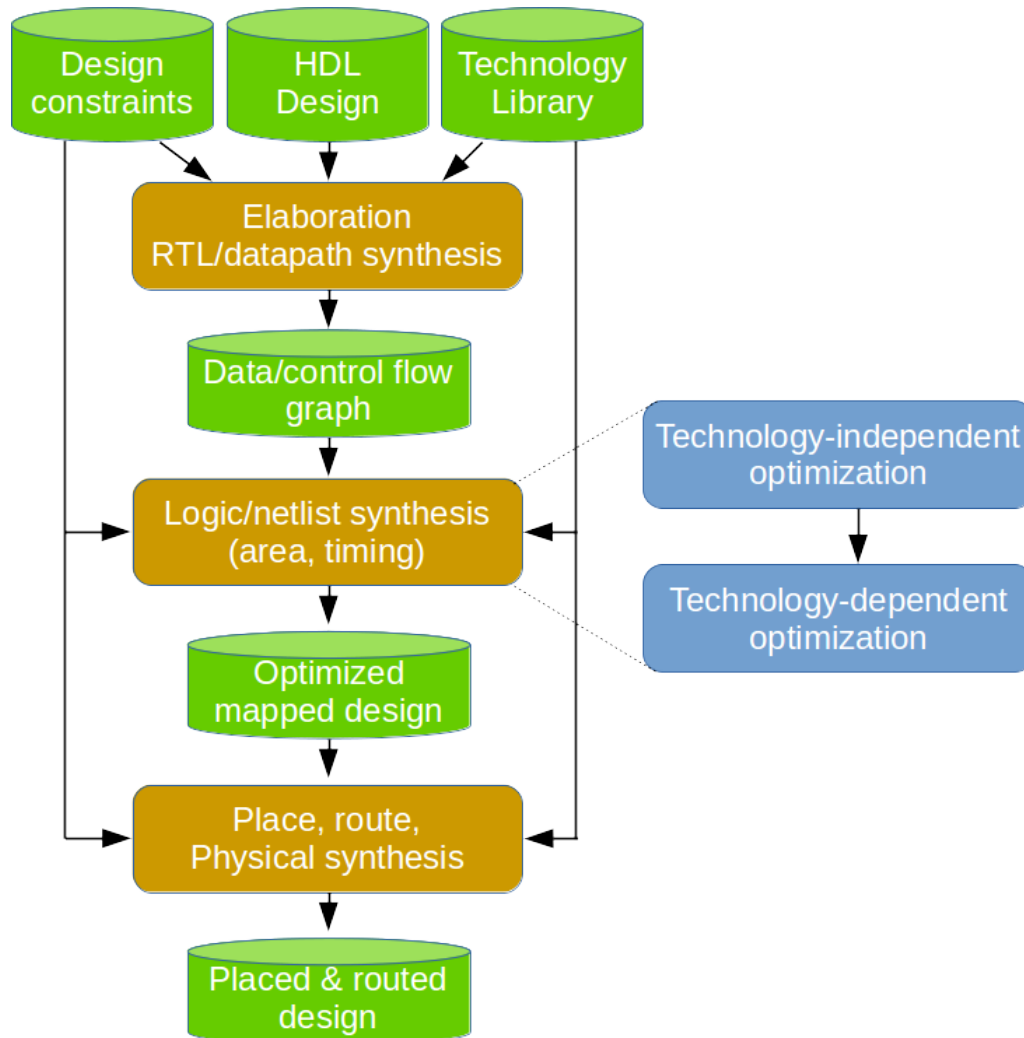 Design
constraints
HDL
Design
Technology
Library
Elaboration
RTL/datapath synthesis
Data/control flow
graph
Technology-independent
optimization
Logic/netlist synthesis
(area, timing)
Technology-dependent
optimization
Optimized
mapped design
Place, route,
Physical synthesis
Placed & routed
design